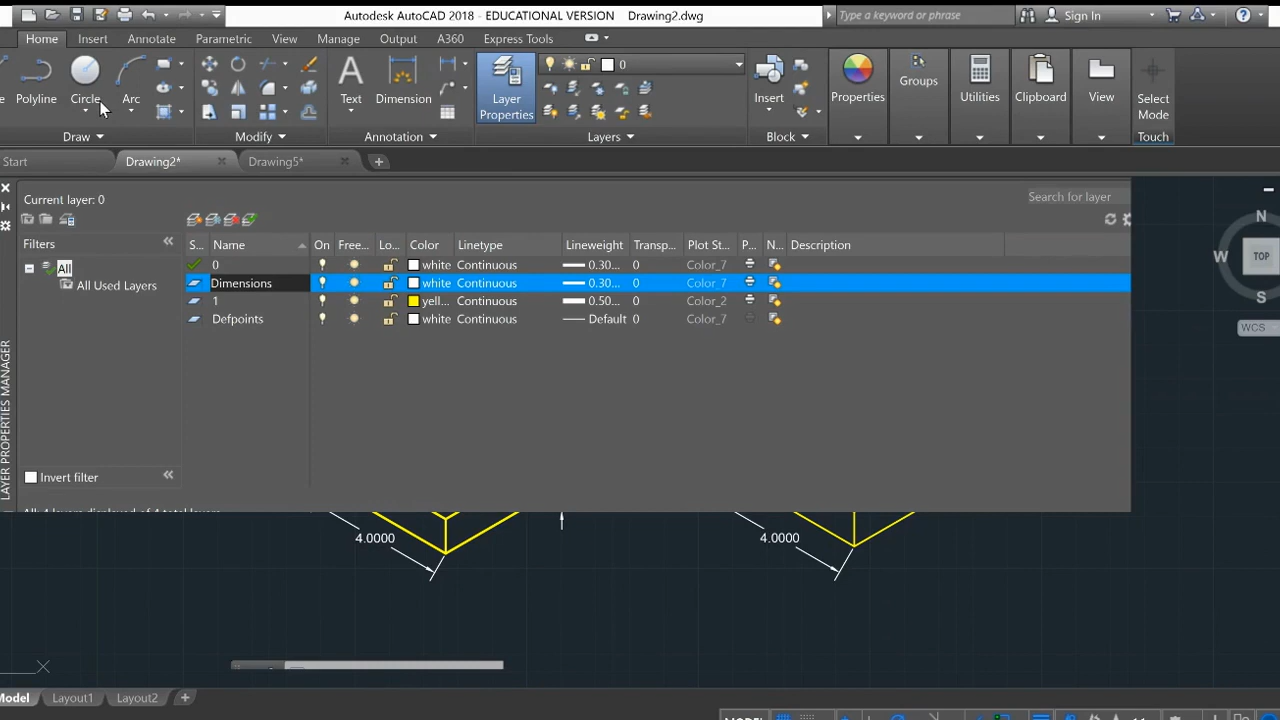 Autodesk AutoCAD 2018 - EDUCATIONAL VERSION Drawing2.dwg Type a keyword or phrase Sign In
Home Insert Annotate Parametric View Manage Output A360 Express Tools
0
Polyline Circle Arc Text Dimension Layer Properties Insert Properties Groups Utilities Clipboard View Select Mode
Draw Modify Annotation Layers Block Touch
Start Drawing2* Drawing5*
Current layer: 0 Search for layer
N
W TOP
S
WCS
Filters
S... Name On Free... Lo... Color Linetype Lineweight Transp... Plot St... P... N... Description
All 0 white Continuous 0.30... 0 Color_7
All Used Layers Dimensions white Continuous 0.30... 0 Color_7
1 yell... Continuous 0.50... 0 Color_2
Defpoints white Continuous Default 0 Color_7
LAYER PROPERTIES MANAGER
Invert filter
4.0000 4.0000
Layout1 Layout2